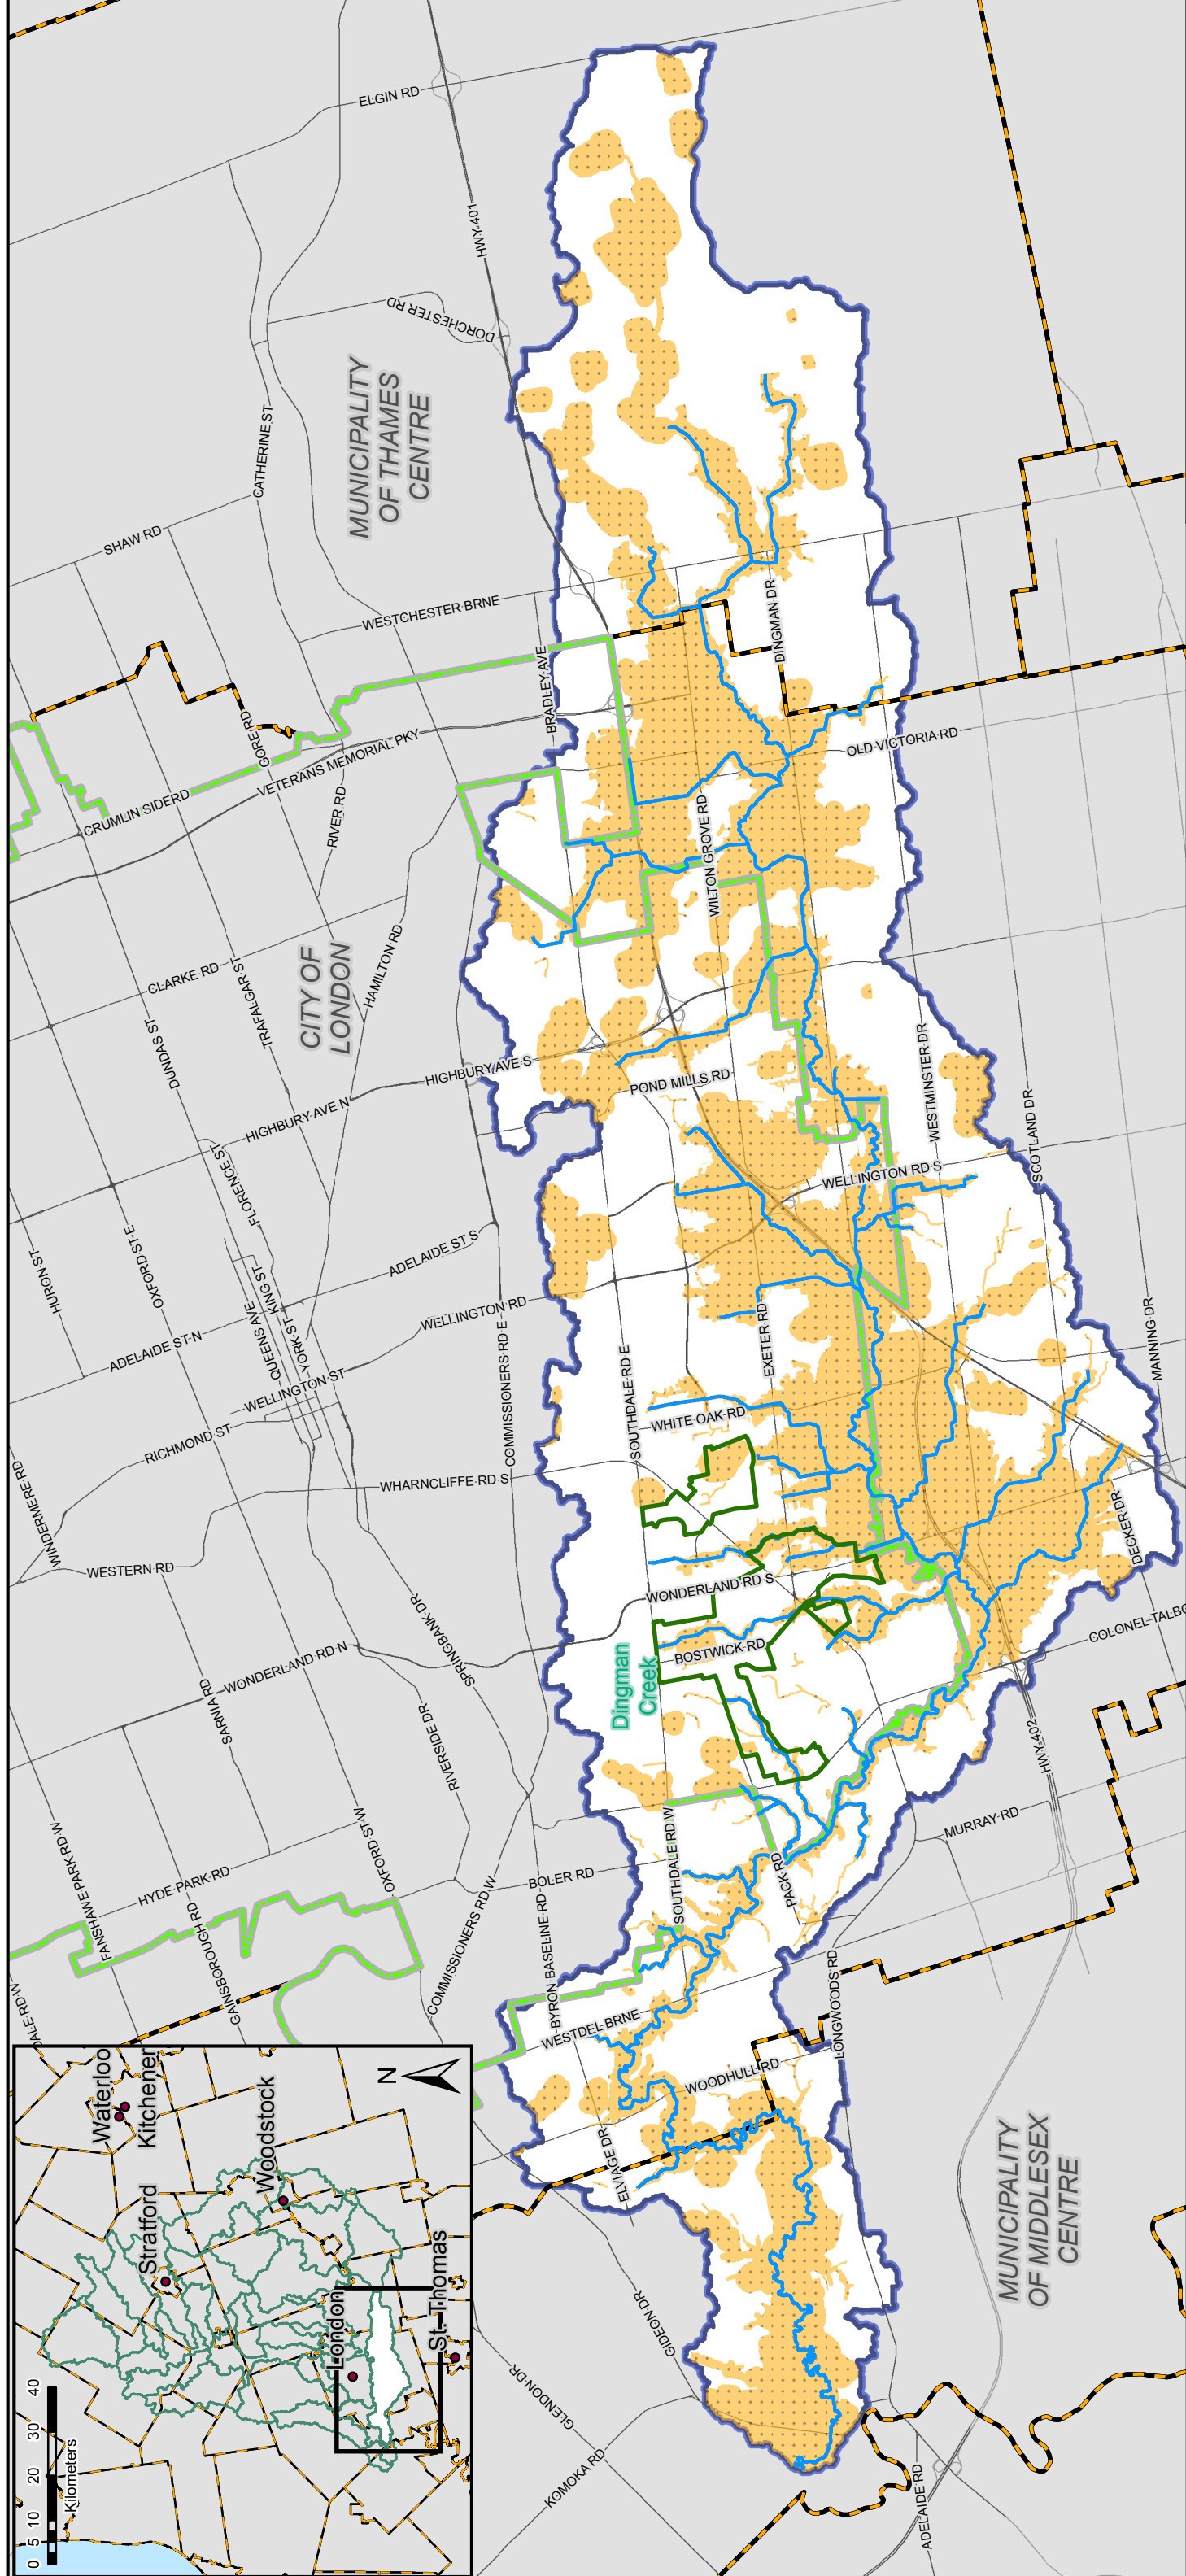 ELGIN RD
HWY 401
DORCHESTER RD
MUNICIPALITY
OF THAMES
CENTRE
CATHERINE ST
SHAW RD
WESTCHESTER BRNE
BRADLEY AVE
DINGMAN DR
GORE RD
VETERANS MEMORIAL PKY
CRUMLIN SIDERD
RIVER RD
OLD VICTORIA RD
WILTON GROVE RD
CITY OF
LONDON
CLARKE RD
TRAFALGAR ST
HAMILTON RD
DUNDAS ST
HIGHBURY AVE S
HIGHBURY AVE N
POND MILLS RD
WESTMINSTER DR
SCOTLAND DR
WELLINGTON RD S
FLORENCE ST
OXFORD ST E
HURON ST
ADELAIDE ST S
ADELAIDE ST N
WELLINGTON RD
QUEENS AVE
KING ST
YORK ST
WELLINGTON ST
RICHMOND ST
COMMISSIONERS RD E
SOUTHDALE RD E
EXETER RD
MANNING DR
WHITE OAK RD
WINDERMERE RD
WHARNCLIFFE RD S
WESTERN RD
DECKER DR
WONDERLAND RD S
BOSTWICK RD
COLONEL TALBO
Dingman
Creek
SPRINGBANK DR
WONDERLAND RD N
SARNIA RD
RIVERSIDE DR
HWY 402
MURRAY RD
FANSHAWE PARK RD W
HYDE PARK RD
OXFORD ST W
GAINSBOROUGH RD
COMMISSIONERS RD W
BOLER RD
SOUTHDALE RD W
PACK RD
BYRON BASELINE RD
WESTDEL BRNE
LONGWOODS RD
WOODHULL RD
ELVIAGE DR
DALE RD W
MUNICIPALITY
OF MIDDLESEX
CENTRE
GIDEON DR
GLENDON DR
KOMOKA RD
ADELAIDE RD
Waterloo
Kitchener
Stratford
Woodstock
London
St. Thomas
N
0 5 10 20 30 40
Kilometers